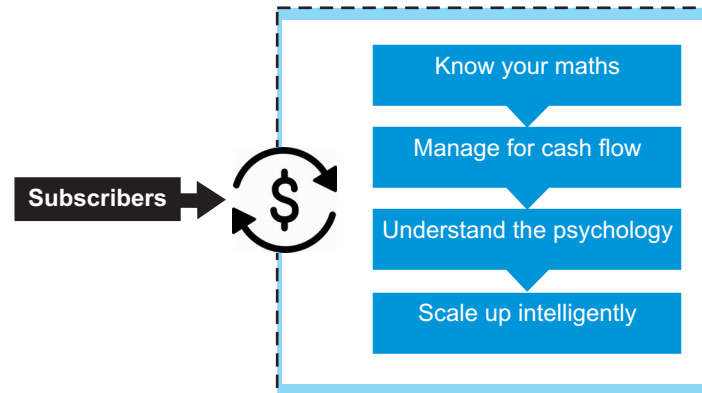 Know your maths
Manage for cash flow
Subscribers
$
Understand the psychology
Scale up intelligently